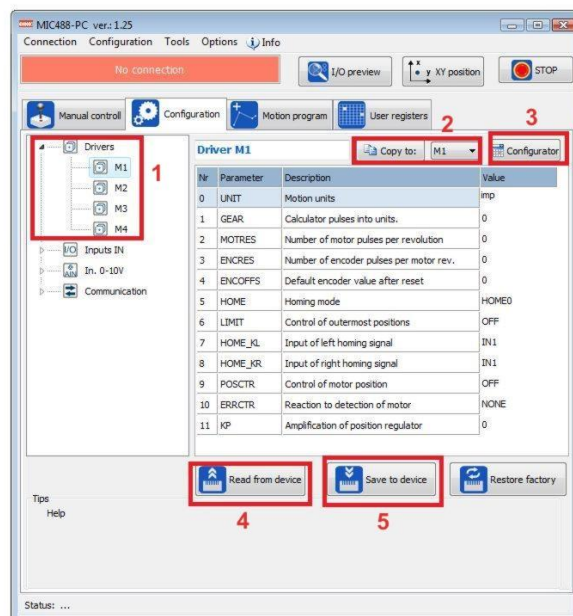 MIC488-PC ver.: 1.25
Connection Configuration Tools Options i Info
No connection I/O preview x y XY position STOP
Manual controll Configuration Motion program User registers
2 3
Drivers
M1
M2
M3
M4
1
I/O Inputs IN
AIN In. 0-10V
Communication
Driver M1 Copy to: M1 Configurator
Nr Parameter Description Value
0 UNIT Motion units imp
1 GEAR Calculator pulses into units. 0
2 MOTRES Number of motor pulses per revolution 0
3 ENCRES Number of encoder pulses per motor rev. 0
4 ENCOFFS Default encoder value after reset 0
5 HOME Homing mode HOME0
6 LIMIT Control of outermost positions OFF
7 HOME_KL Input of left homing signal IN1
8 HOME_KR Input of right homing signal IN1
9 POSCTR Control of motor position OFF
10 ERRCTR Reaction to detection of motor NONE
11 KP Amplification of position regulator 0
Read from device Save to device Restore factory
4 5
Tips
Help
Status: ...